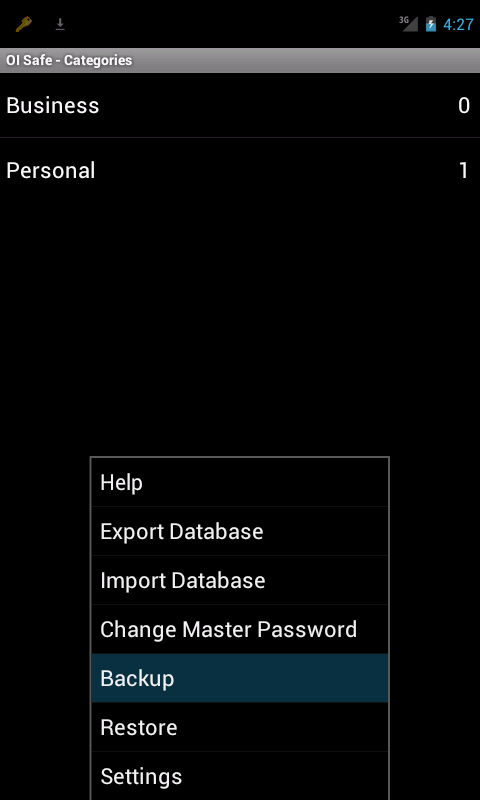 3G 4:27
OI Safe - Categories
Business 0
Personal 1
Help
Export Database
Import Database
Change Master Password
Backup
Restore
Settings